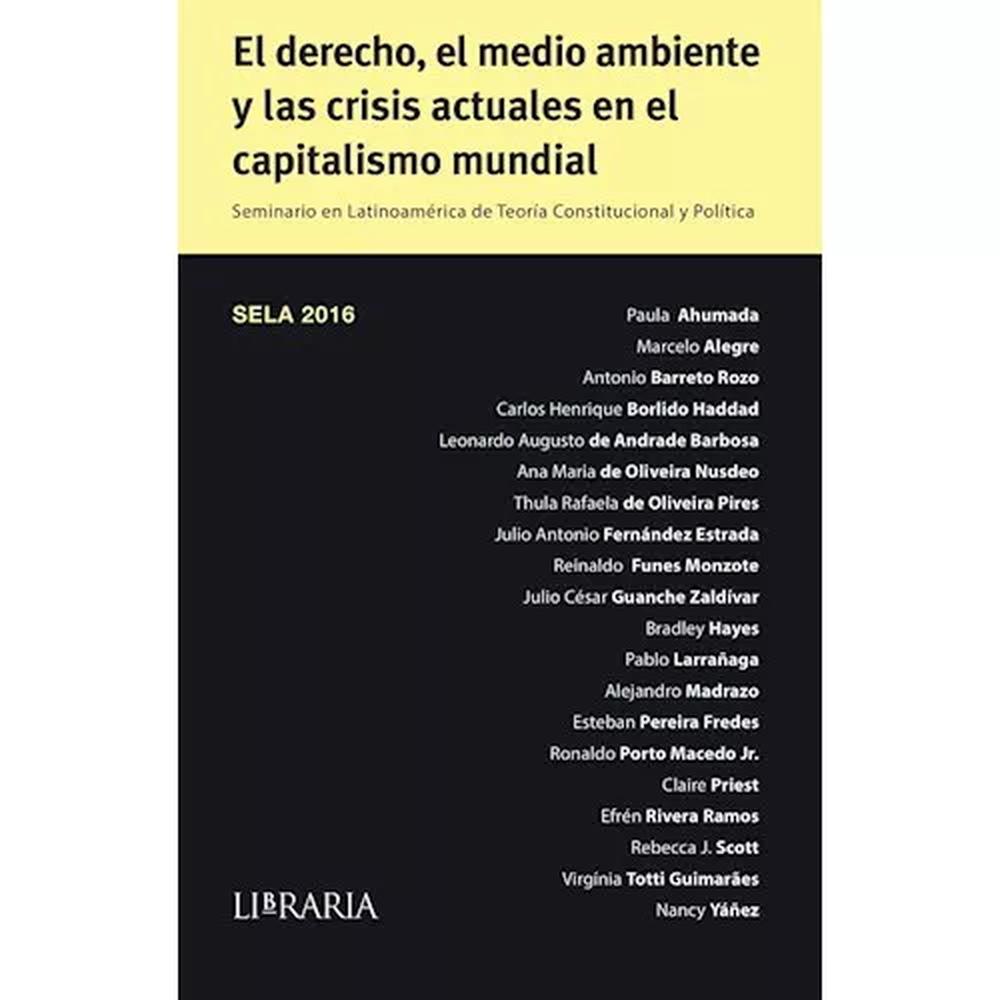 El derecho, el medio ambiente
y las crisis actuales en el
capitalismo mundial
Seminario en Latinoamérica de Teoría Constitucional y Política
SELA 2016
Paula Ahumada
Marcelo Alegre
Antonio Barreto Rozo
Carlos Henrique Borlido Haddad
Leonardo Augusto de Andrade Barbosa
Ana Maria de Oliveira Nusdeo
Thula Rafaela de Oliveira Pires
Julio Antonio Fernández Estrada
Reinaldo Funes Monzote
Julio César Guanche Zaldívar
Bradley Hayes
Pablo Larrañaga
Alejandro Madrazo
Esteban Pereira Fredes
Ronaldo Porto Macedo Jr.
Claire Priest
Efrén Rivera Ramos
Rebecca J. Scott
Virgínia Totti Guimarães
Nancy Yáñez
LIBRARIA